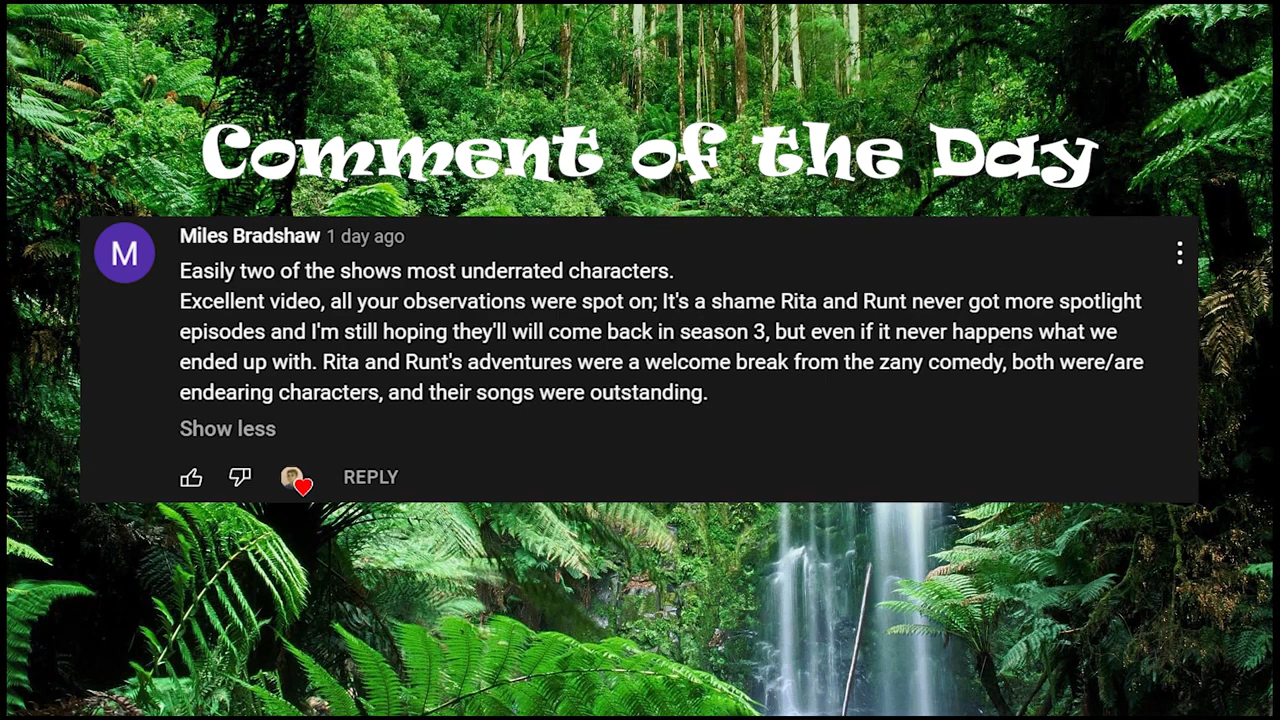 Comment of the Day
M
Miles Bradshaw 1 day ago
Easily two of the shows most underrated characters.
Excellent video, all your observations were spot on; It's a shame Rita and Runt never got more spotlight
episodes and I'm still hoping they'll will come back in season 3, but even if it never happens what we
ended up with. Rita and Runt's adventures were a welcome break from the zany comedy, both were/are
endearing characters, and their songs were outstanding.
Show less
REPLY